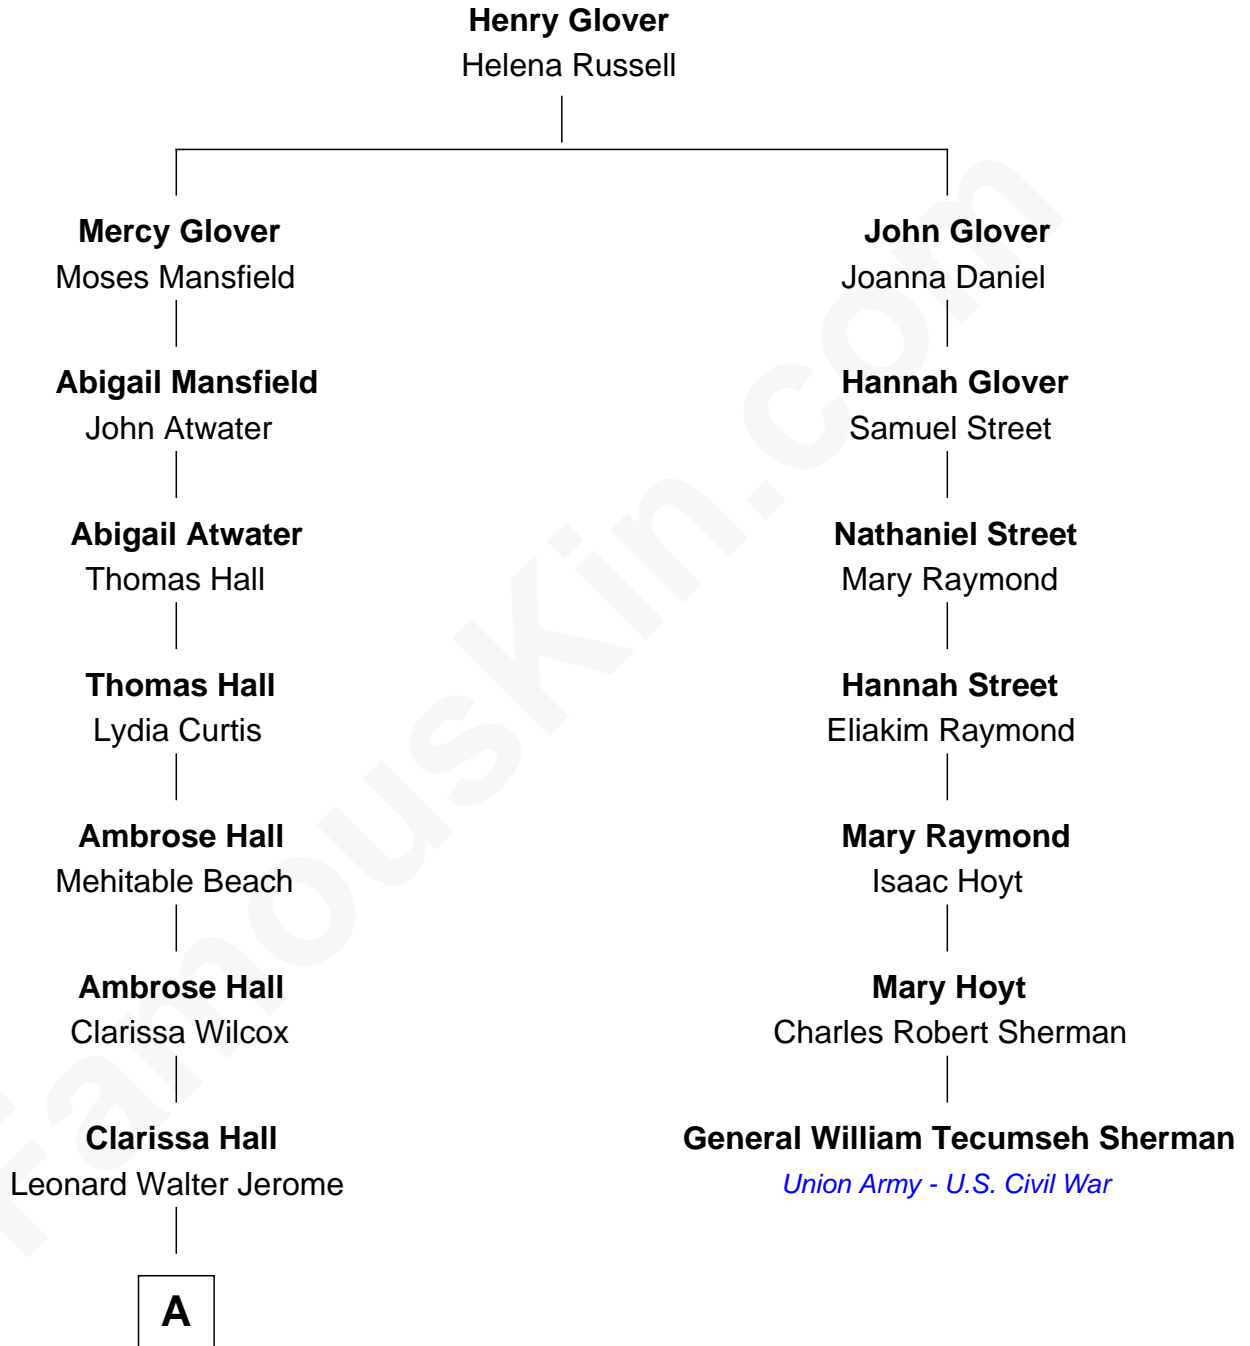 Henry Glover
Helena Russell
Mercy Glover
Moses Mansfield
John Glover
Joanna Daniel
Abigail Mansfield
John Atwater
Hannah Glover
Samuel Street
Abigail Atwater
Thomas Hall
Nathaniel Street
Mary Raymond
Thomas Hall
Lydia Curtis
Hannah Street
Eliakim Raymond
Ambrose Hall
Mehitable Beach
Mary Raymond
Isaac Hoyt
Ambrose Hall
Clarissa Wilcox
Mary Hoyt
Charles Robert Sherman
Clarissa Hall
Leonard Walter Jerome
General William Tecumseh Sherman
Union Army - U.S. Civil War
A
FamousKin.com